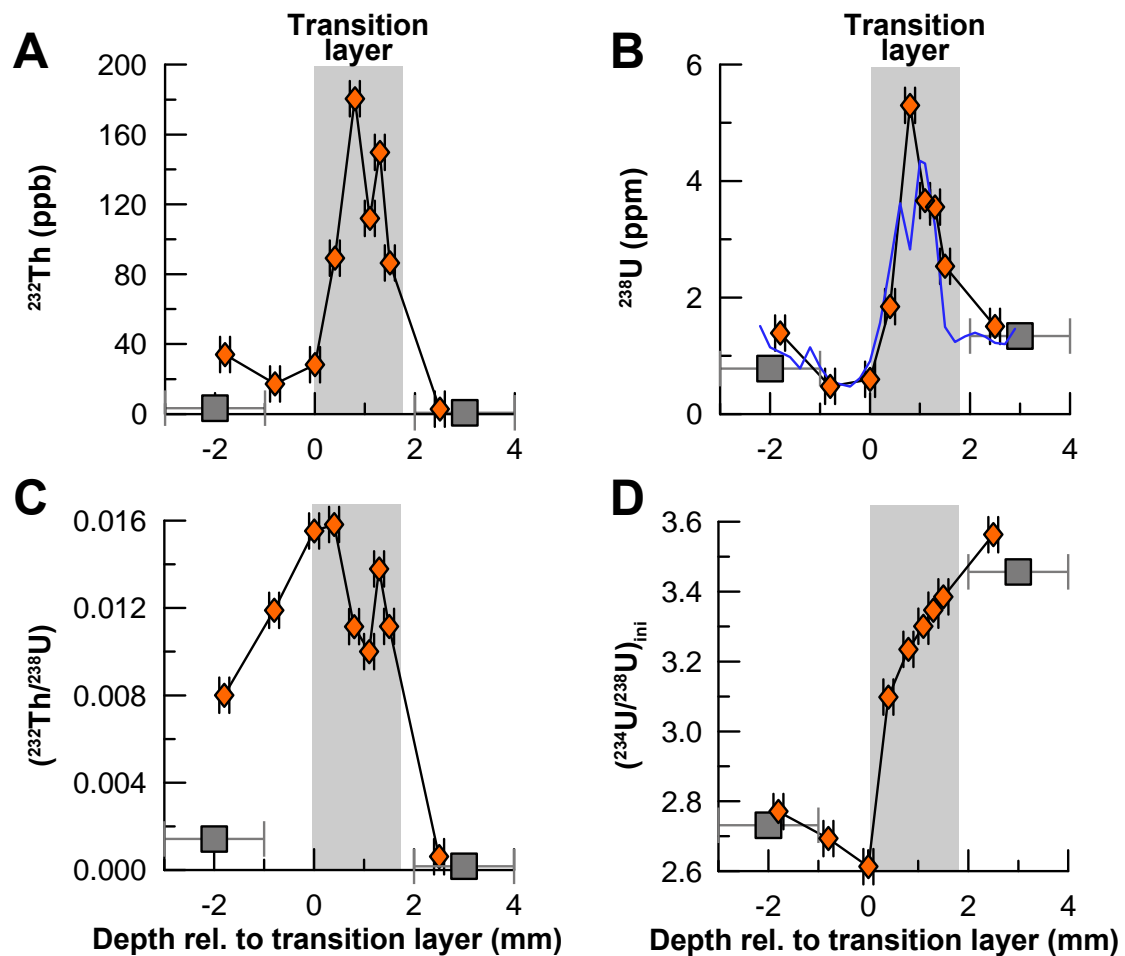 A
Transition
layer
200
160
120
80
40
0
²³²Th (ppb)
-2 0 2 4
B
Transition
layer
6
4
2
0
²³⁸U (ppm)
-2 0 2 4
C
0.016
0.012
0.008
0.004
0.000
(²³²Th/²³⁸U)
-2 0 2 4
Depth rel. to transition layer (mm)
D
3.6
3.4
3.2
3.0
2.8
2.6
(²³⁴U/²³⁸U)ini
-2 0 2 4
Depth rel. to transition layer (mm)